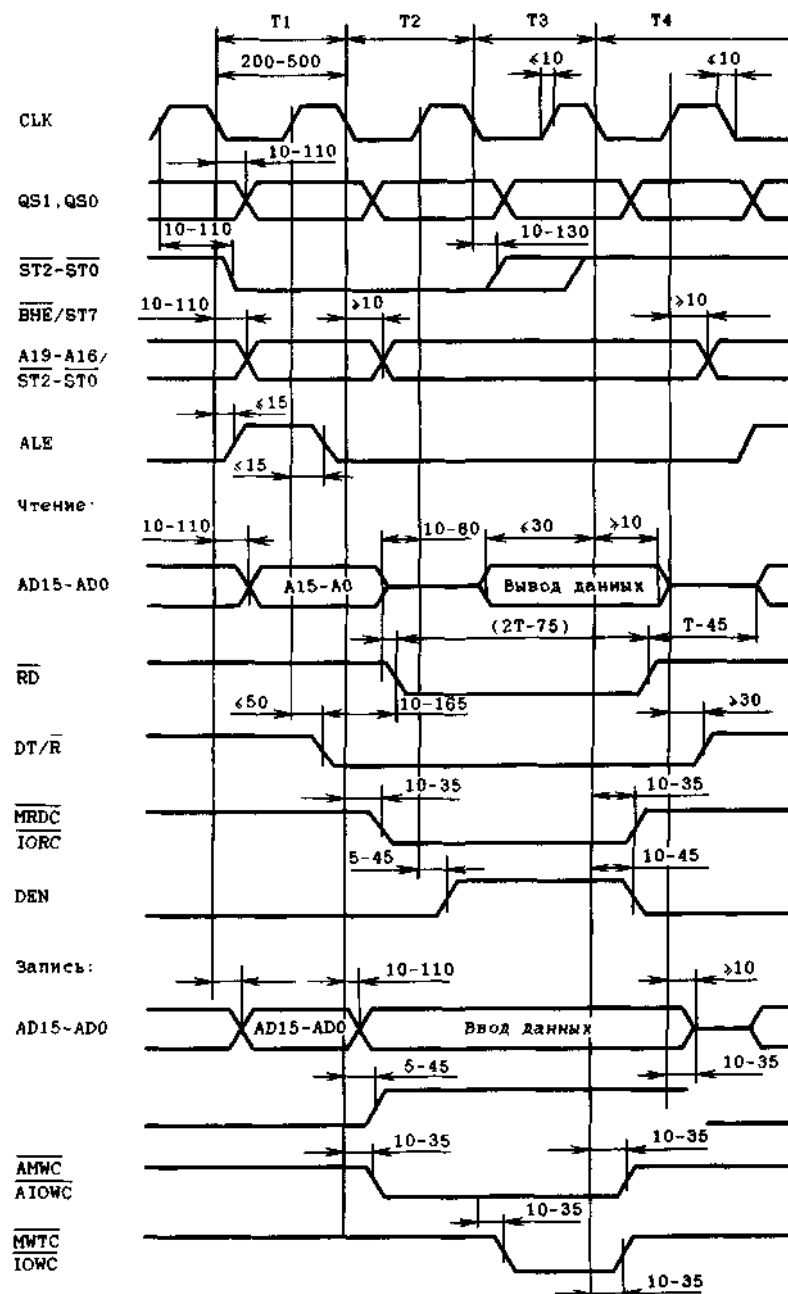 T1 T2 T3 T4
200-500 ≤10 ≤10
CLK
10-110
QS1,QS0
10-110 10-130
ST2-ST0
10-110 ≥10 ≥10
BHE/ST7
A19-A16/
ST2-ST0
≤15
ALE
≤15
Чтение:
10-110 10-80 ≤30 ≥10
AD15-AD0 A15-A0 Вывод данных
(2T-75) T-45
RD
≤50 10-165 ≥30
DT/R
10-35 10-35
MRDC
IORC
5-45 10-45
DEN
Запись:
10-110 ≥10
AD15-AD0 AD15-AD0 Ввод данных
5-45 10-35
10-35 10-35
AMWC
AIOWC
10-35
MWTC
IOWC
10-35